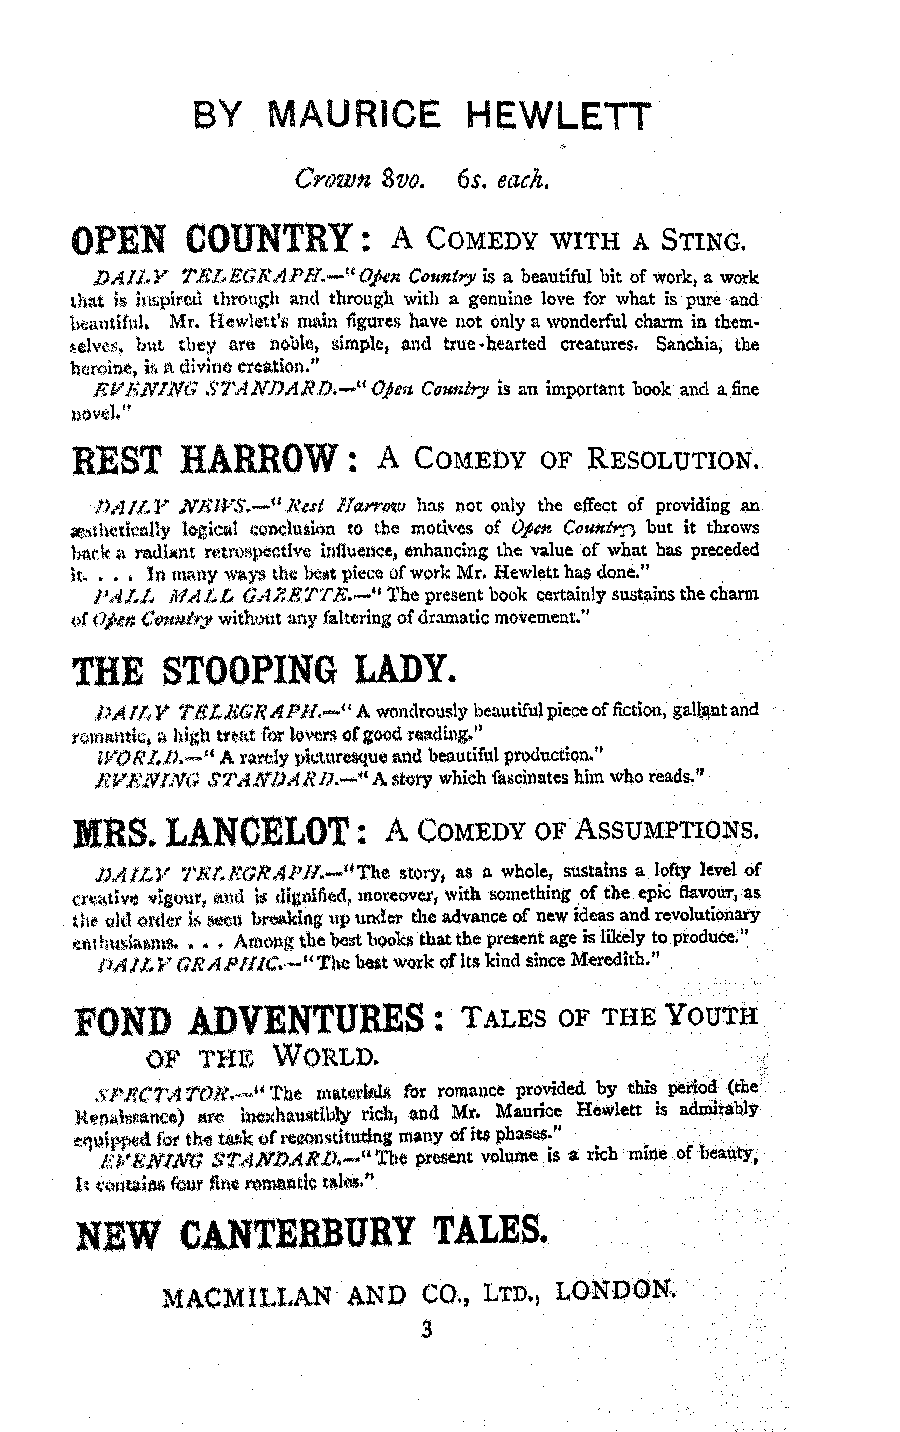 BY MAURICE HEWLETT
Crown 8vo. 6s. each.
OPEN COUNTRY: A COMEDY WITH A STING.
DAILY TELEGRAPH.—"Open Country is a beautiful bit of work, a work
that is inspired through and through with a genuine love for what is pure and
beautiful. Mr. Hewlett's main figures have not only a wonderful charm in them-
selves, but they are noble, simple, and true-hearted creatures. Sanchia, the
heroine, is a divine creation."
EVENING STANDARD.—"Open Country is an important book and a fine
novel."
REST HARROW: A COMEDY OF RESOLUTION.
DAILY NEWS.—"Rest Harrow has not only the effect of providing an
æsthetically logical conclusion to the motives of Open Country, but it throws
back a radiant retrospective influence, enhancing the value of what has preceded
it. . . . In many ways the best piece of work Mr. Hewlett has done."
PALL MALL GAZETTE.—"The present book certainly sustains the charm
of Open Country without any faltering of dramatic movement."
THE STOOPING LADY.
DAILY TELEGRAPH.—"A wondrously beautiful piece of fiction, gallant and
romantic, a high treat for lovers of good reading."
WORLD.—"A rarely picturesque and beautiful production."
EVENING STANDARD.—"A story which fascinates him who reads."
MRS. LANCELOT: A COMEDY OF ASSUMPTIONS.
DAILY TELEGRAPH.—"The story, as a whole, sustains a lofty level of
creative vigour, and is dignified, moreover, with something of the epic flavour, as
the old order is seen breaking up under the advance of new ideas and revolutionary
enthusiasms. . . . Among the best books that the present age is likely to produce."
DAILY GRAPHIC.—"The best work of its kind since Meredith."
FOND ADVENTURES: TALES OF THE YOUTH
OF THE WORLD.
SPECTATOR.—"The materials for romance provided by this period (the
Renaissance) are inexhaustibly rich, and Mr. Maurice Hewlett is admirably
equipped for the task of reconstituting many of its phases."
EVENING STANDARD.—"The present volume is a rich mine of beauty,
It contains four fine romantic tales."
NEW CANTERBURY TALES.
MACMILLAN AND CO., LTD., LONDON.
3